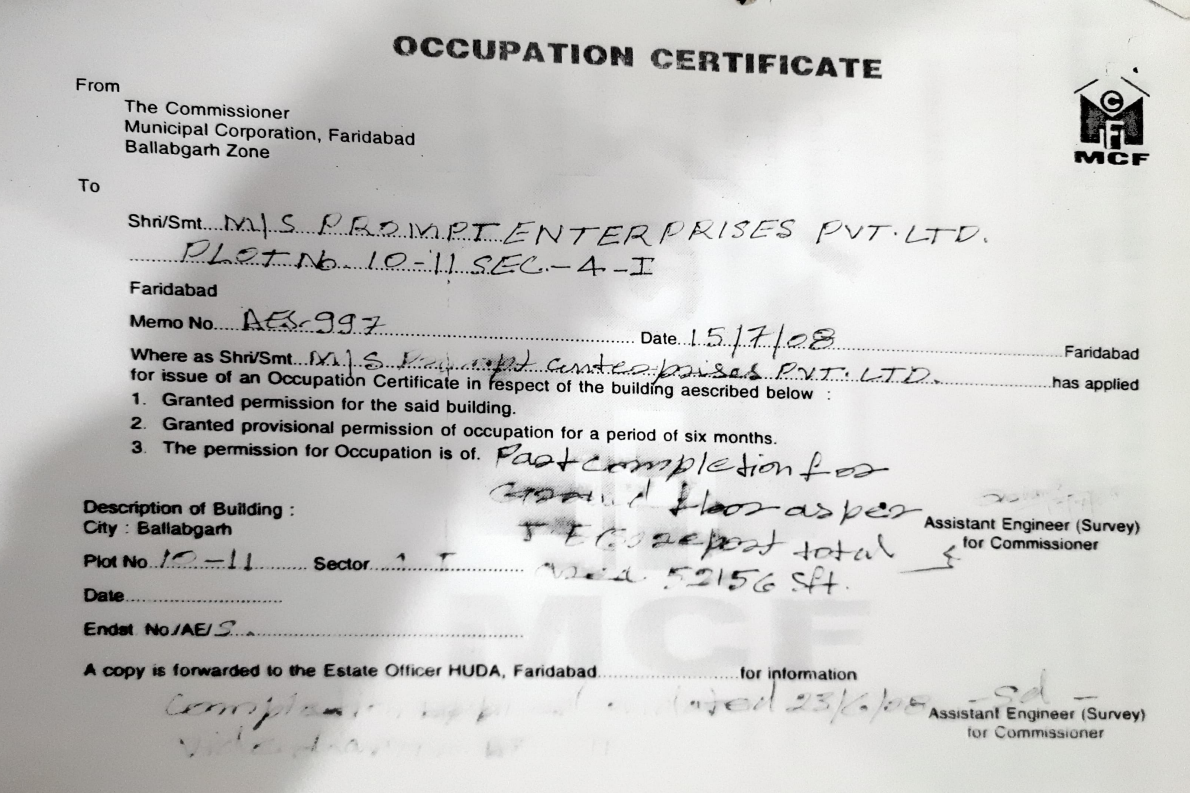 OCCUPATION CERTIFICATE
From
The Commissioner
Municipal Corporation, Faridabad
Ballabgarh Zone
MCF
To
Shri/Smt. M/S PROMPT ENTERPRISES PVT. LTD.
PLOT No. 10-11 SEC.-4-I
Faridabad
Memo No. AES-997 Date. 15/7/08 Faridabad
Where as Shri/Smt. M/S Prompt enterprises PVT. LTD. has applied
for issue of an Occupation Certificate in respect of the building aescribed below :
1. Granted permission for the said building.
2. Granted provisional permission of occupation for a period of six months.
3. The permission for Occupation is of. Part completion for
Ground floor as per
report total
area 52156 sft.
Assistant Engineer (Survey)
for Commissioner
Description of Building :
City : Ballabgarh
Plot No. 10-11 Sector
Date
Endst No./AE/S.
A copy is forwarded to the Estate Officer HUDA, Faridabad for information
dated 23/ /08 -Sd-
Assistant Engineer (Survey)
for Commissioner
MCF